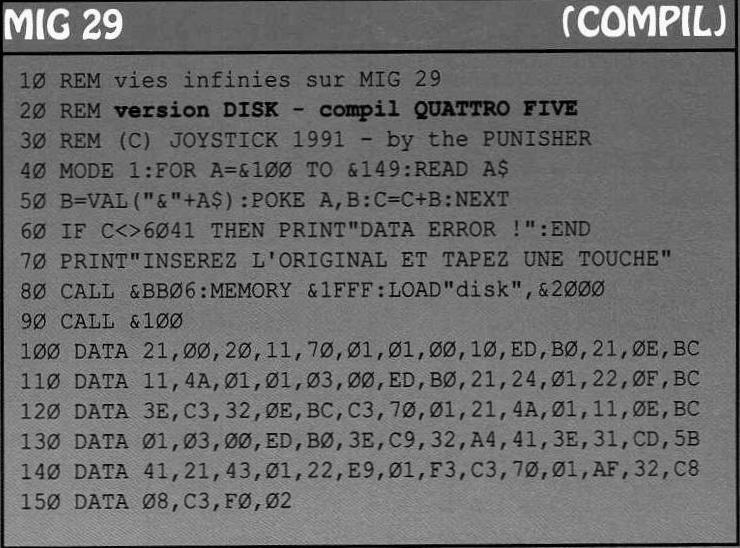 MIG 29 (COMPIL)
10 REM vies infinies sur MIG 29
20 REM version DISK - compil QUATTRO FIVE
30 REM (C) JOYSTICK 1991 - by the PUNISHER
40 MODE 1:FOR A=&100 TO &149:READ A$
50 B=VAL("&"+A$):POKE A,B:C=C+B:NEXT
60 IF C<>6041 THEN PRINT"DATA ERROR !":END
70 PRINT"INSEREZ L'ORIGINAL ET TAPEZ UNE TOUCHE"
80 CALL &BB06:MEMORY &1FFF:LOAD"disk",&2000
90 CALL &100
100 DATA 21,00,20,11,70,01,01,00,10,ED,B0,21,0E,BC
110 DATA 11,4A,01,01,03,00,ED,B0,21,24,01,22,0F,BC
120 DATA 3E,C3,32,0E,BC,C3,70,01,21,4A,01,11,0E,BC
130 DATA 01,03,00,ED,B0,3E,C9,32,A4,41,3E,31,CD,5B
140 DATA 41,21,43,01,22,E9,01,F3,C3,70,01,AF,32,C8
150 DATA 08,C3,F0,02